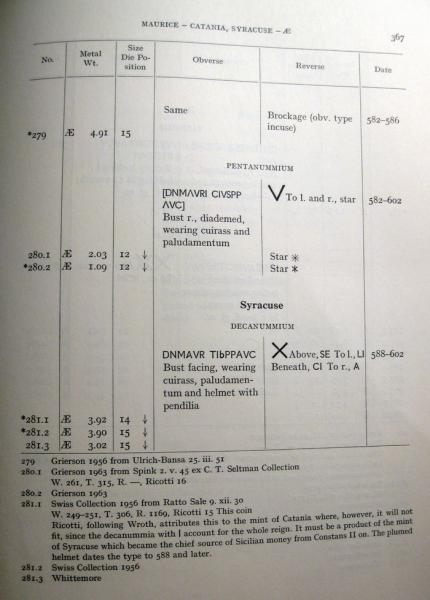 MAURICE – CATANIA, SYRACUSE – Æ 367
No. Metal Wt. Size Die Position Obverse Reverse Date
Same Brockage (obv. type incuse) 582–586
*279 Æ 4.91 15
PENTANUMMIUM
[DNMΛVRI CIVSPP
ΛVC]
Bust r., diademed,
wearing cuirass and
paludamentum
V To l. and r., star 582–602
280.1 Æ 2.03 12 ↓ Star ✳
*280.2 Æ 1.09 12 ↓ Star *
Syracuse
DECANUMMIUM
DNMAVR TIbPPAVC
Bust facing, wearing
cuirass, paludamen-
tum and helmet with
pendilia
X Above, SE To l., LI 588–602
Beneath, CI To r., A
*281.1 Æ 3.92 14 ↓
*281.2 Æ 3.90 15 ↓
281.3 Æ 3.02 15 ↓
279 Grierson 1956 from Ulrich-Bansa 25. iii. 51
280.1 Grierson 1963 from Spink 2. v. 45 ex C. T. Seltman Collection
W. 261, T. 315, R. —, Ricotti 16
280.2 Grierson 1963
281.1 Swiss Collection 1956 from Ratto Sale 9. xii. 30
W. 249–251, T. 306, R. 1169, Ricotti 15 This coin
Ricotti, following Wroth, attributes this to the mint of Catania where, however, it will not
fit, since the decanummia with I account for the whole reign. It must be a product of the mint
of Syracuse which became the chief source of Sicilian money from Constans II on. The plumed
helmet dates the type to 588 and later.
281.2 Swiss Collection 1956
281.3 Whittemore